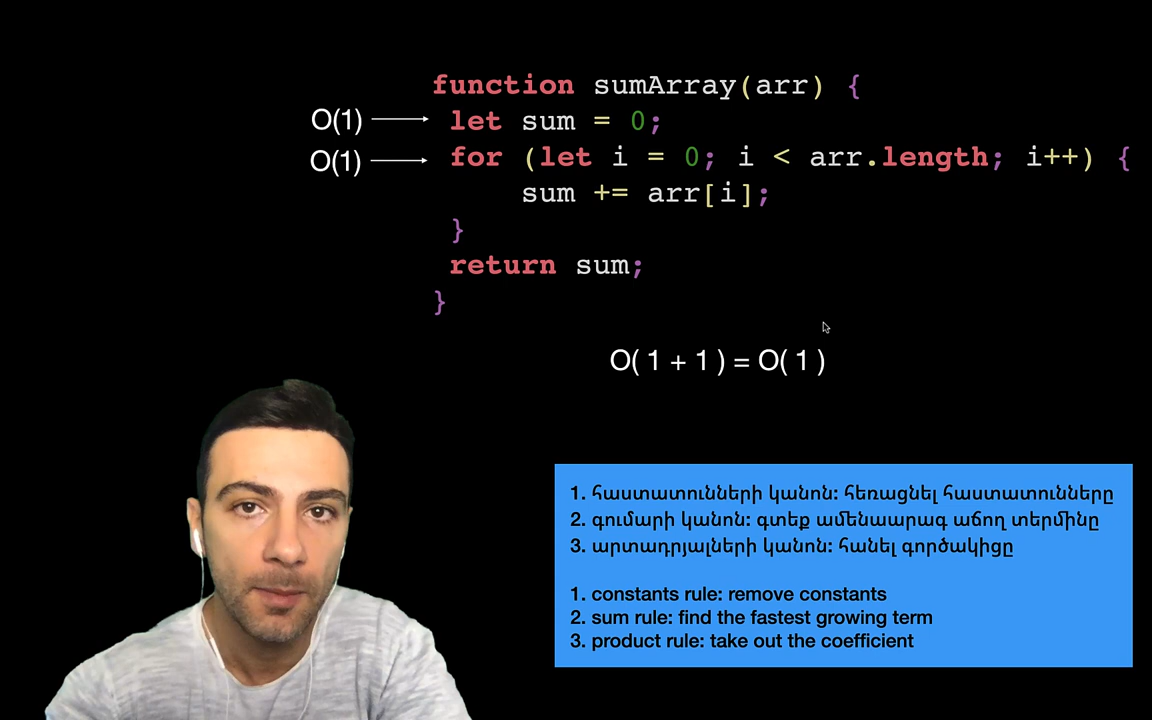 function sumArray(arr) {
O(1)
let sum = 0;
O(1)
for (let i = 0; i < arr.length; i++) {
sum += arr[i];
}
return sum;
}
O( 1 + 1 ) = O( 1 )
1. հաստատունների կանոն: հեռացնել հաստատունները
2. գումարի կանոն: գտեք ամենաարագ աճող տերմինը
3. արտադրյալների կանոն: հանել գործակիցը
1. constants rule: remove constants
2. sum rule: find the fastest growing term
3. product rule: take out the coefficient